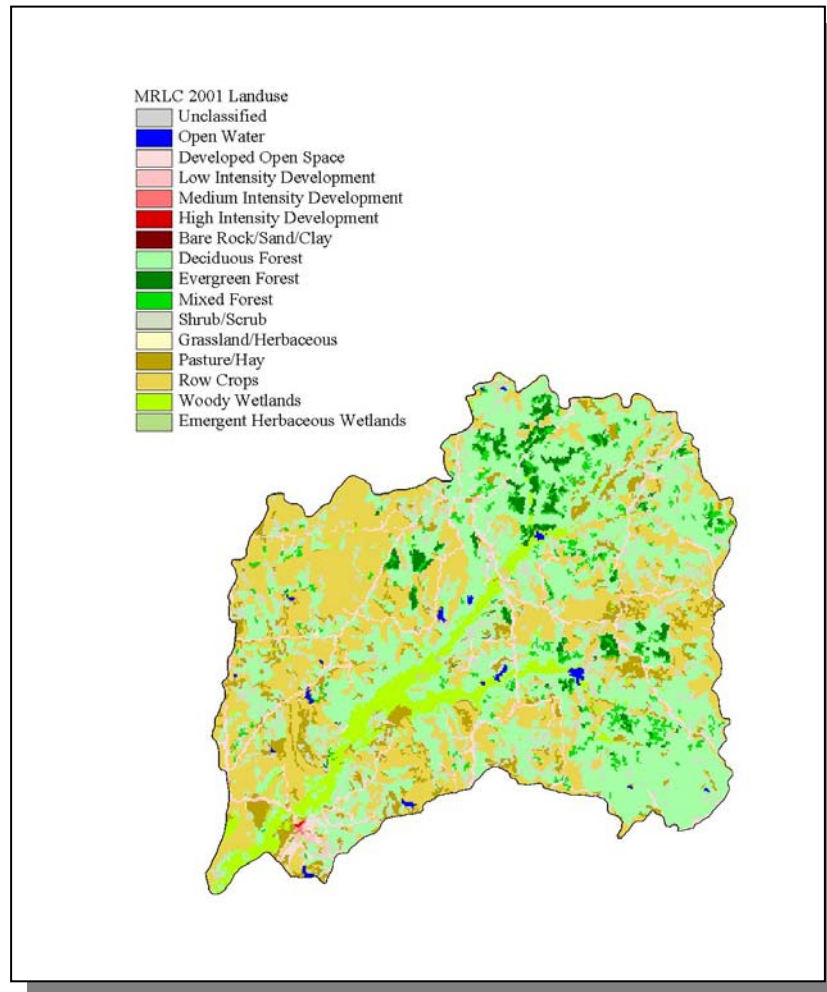 MRLC 2001 Landuse
Unclassified
Open Water
Developed Open Space
Low Intensity Development
Medium Intensity Development
High Intensity Development
Bare Rock/Sand/Clay
Deciduous Forest
Evergreen Forest
Mixed Forest
Shrub/Scrub
Grassland/Herbaceous
Pasture/Hay
Row Crops
Woody Wetlands
Emergent Herbaceous Wetlands